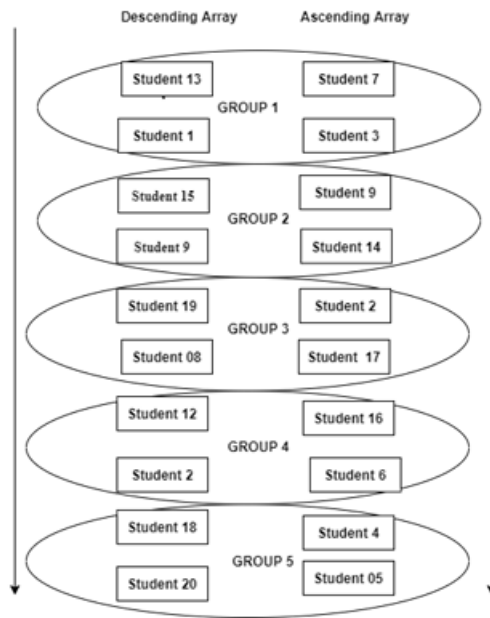 Descending Array Ascending Array
Student 13 Student 7
GROUP 1
Student 1 Student 3
Student 15 Student 9
GROUP 2
Student 9 Student 14
Student 19 Student 2
GROUP 3
Student 08 Student 17
Student 12 Student 16
GROUP 4
Student 2 Student 6
Student 18 Student 4
GROUP 5
Student 20 Student 05